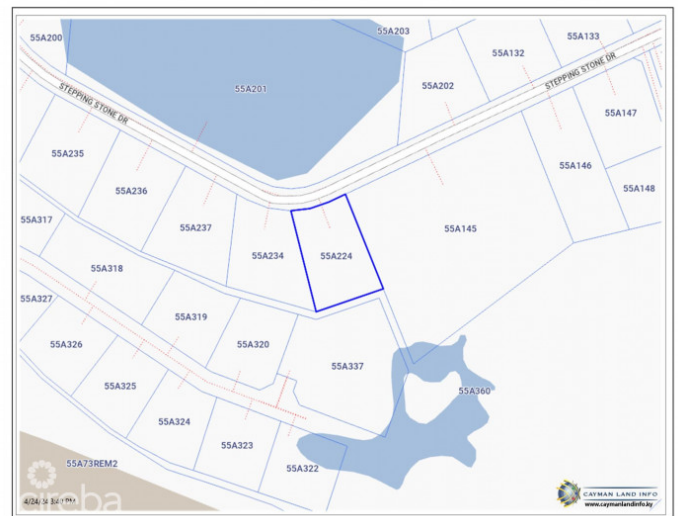 55A200
55A203
55A132
55A133
55A201
55A202
STEPPING STONE DR
STEPPING STONE DR
55A147
55A235
55A236
55A146
55A148
55A317
55A237
55A145
55A234
55A224
55A318
55A327
55A319
55A326
55A320
55A337
55A325
55A360
55A324
55A323
55A73REM2
55A322
cireba
CAYMAN LAND INFO
www.caymanlandinfo.ky